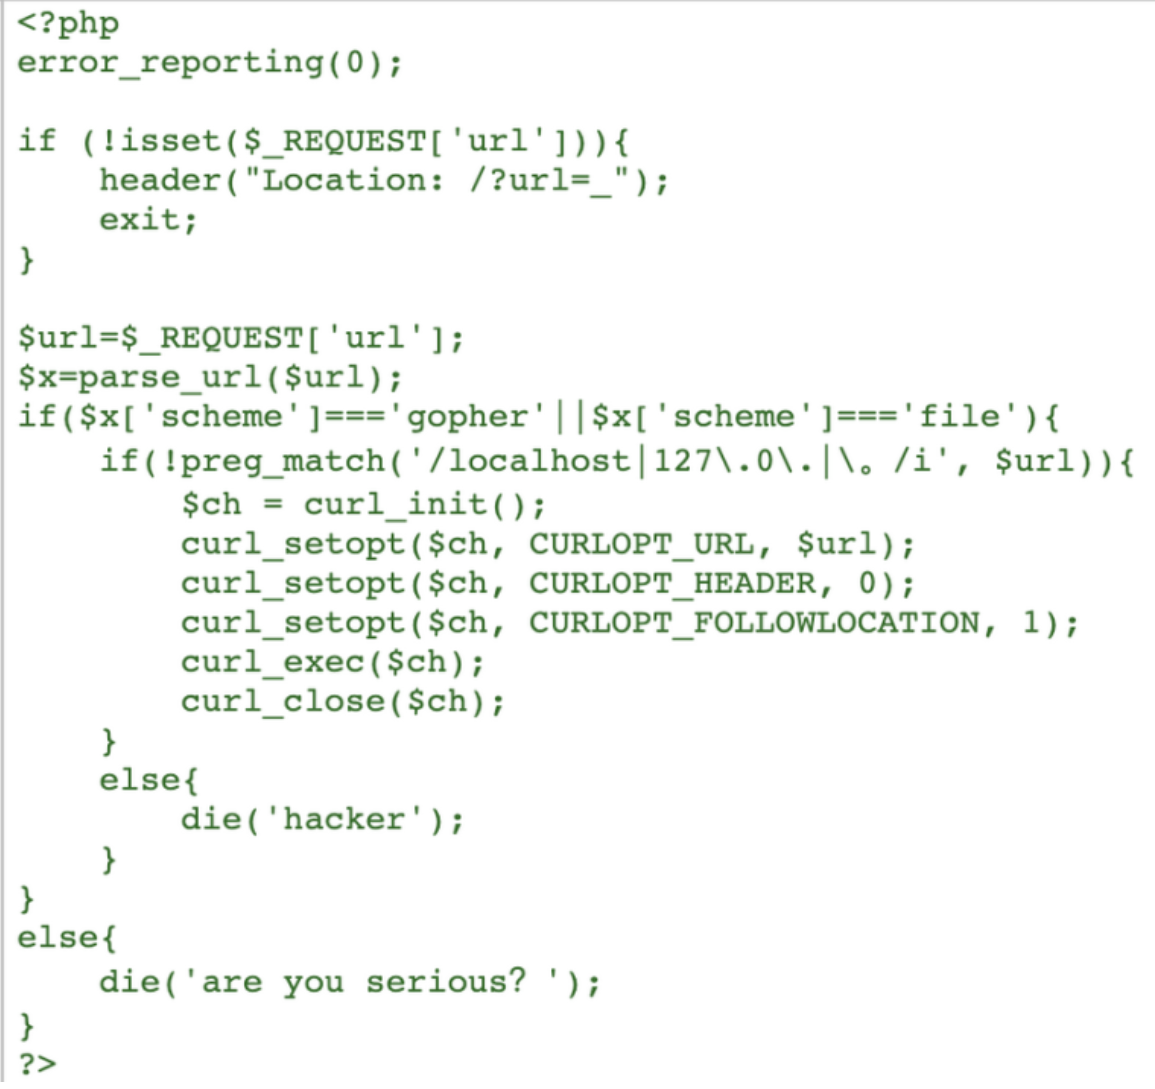 <?php
error_reporting(0);
if (!isset($_REQUEST['url'])){
header("Location: /?url=_");
exit;
}
$url=$_REQUEST['url'];
$x=parse_url($url);
if($x['scheme']==='gopher'||$x['scheme']==='file'){
if(!preg_match('/localhost|127\.0\.|\。/i', $url)){
$ch = curl_init();
curl_setopt($ch, CURLOPT_URL, $url);
curl_setopt($ch, CURLOPT_HEADER, 0);
curl_setopt($ch, CURLOPT_FOLLOWLOCATION, 1);
curl_exec($ch);
curl_close($ch);
}
else{
die('hacker');
}
}
else{
die('are you serious? ');
}
?>